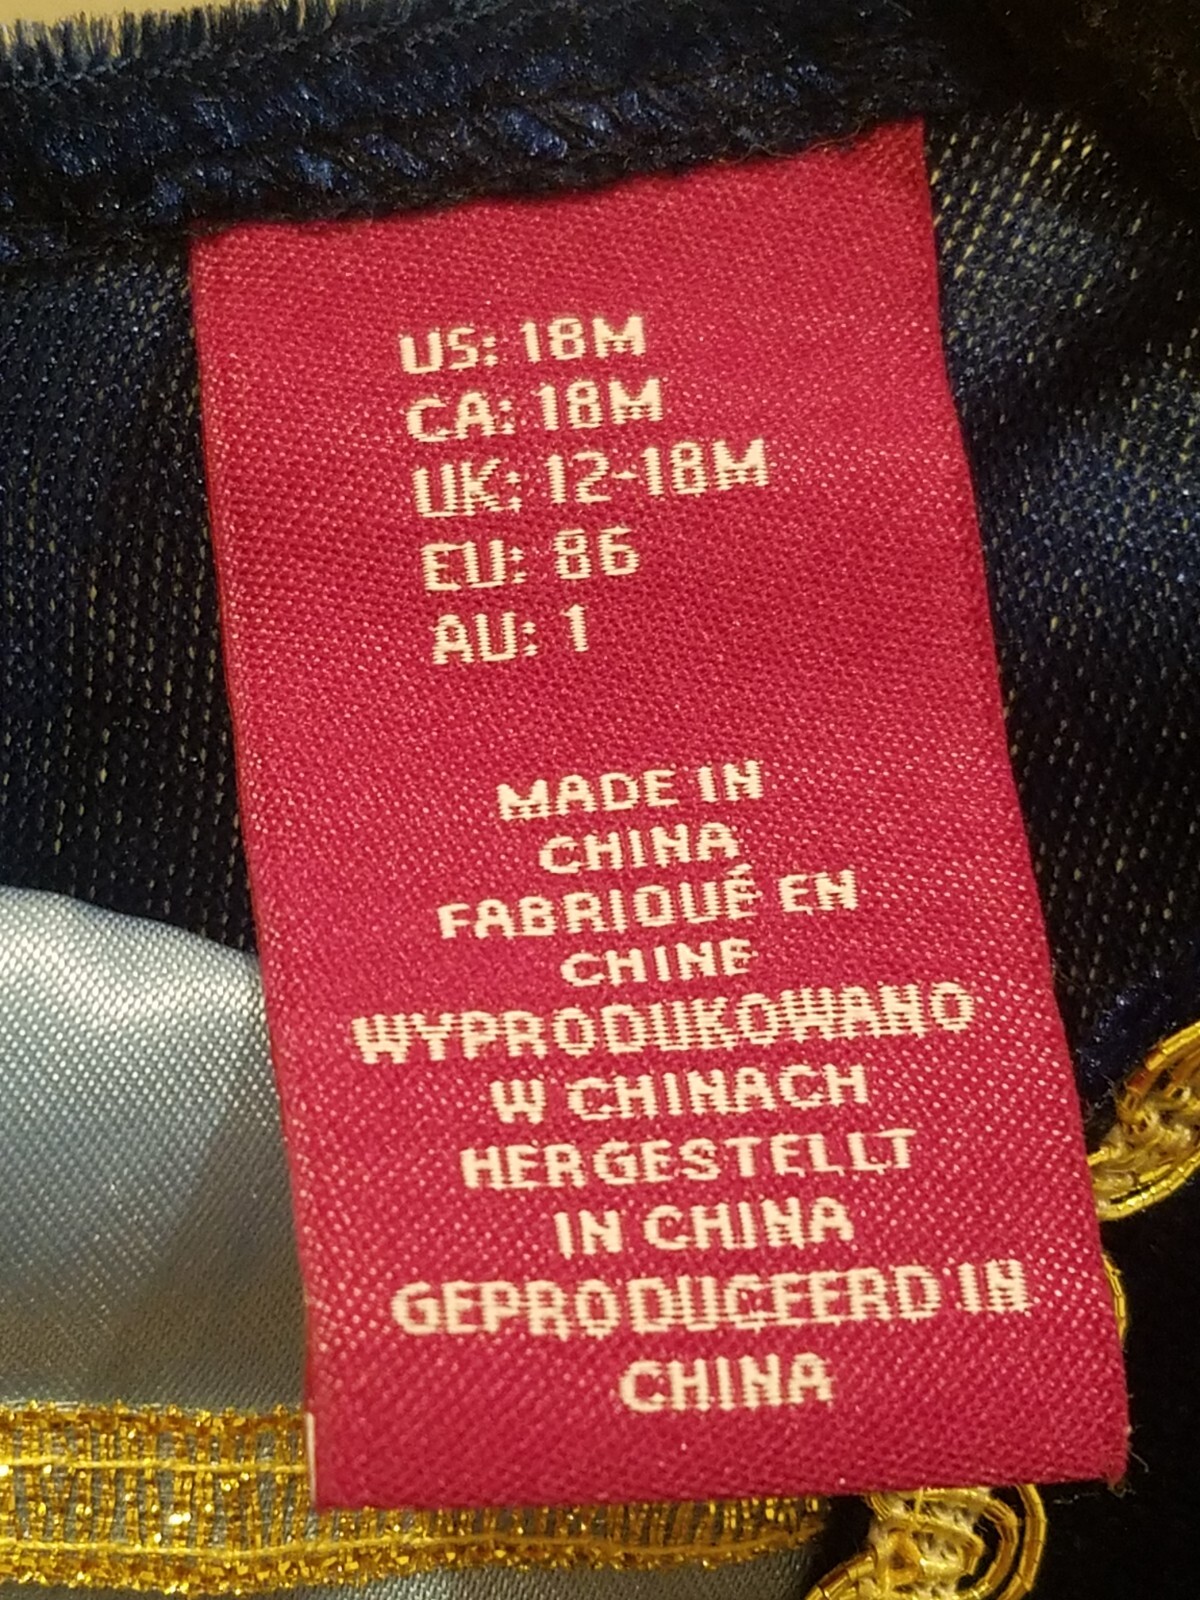 US: 18M
CA: 18M
UK: 12-18M
EU: 86
AU: 1
MADE IN
CHINA
FABRIQUÉ EN
CHINE
WYPRODUKOWANO
W CHINACH
HERGESTELLT
IN CHINA
GEPRODUCEERD IN
CHINA